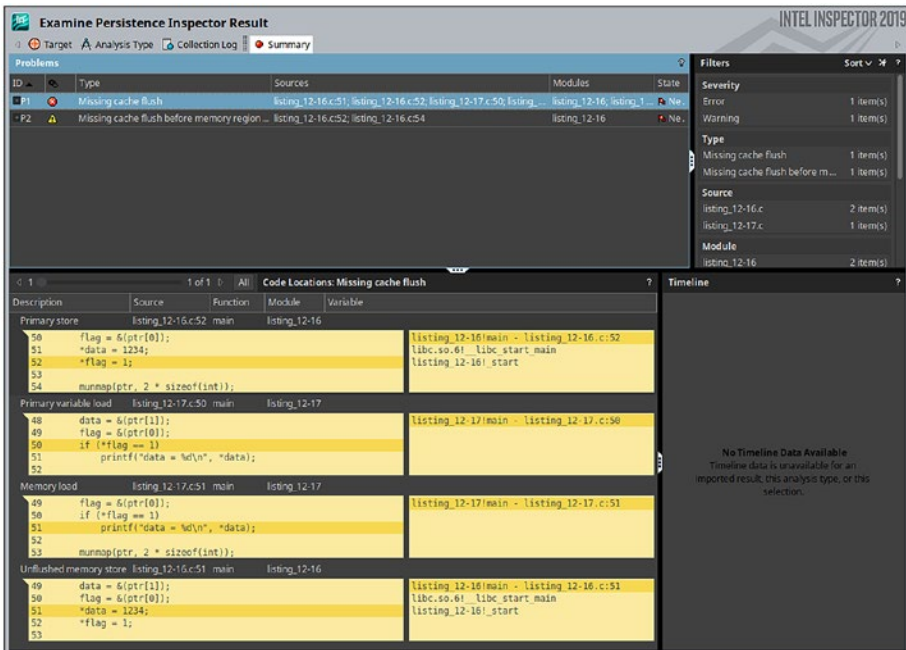 Examine Persistence Inspector Result
INTEL INSPECTOR 2019
Target Analysis Type Collection Log Summary
Problems
ID Type Sources Modules State
P1 Missing cache flush listing_12-16.c:51; listing_12-16.c:52; listing_12-17.c:50; listing_... listing_12-16; listing_1... Ne.
P2 Missing cache flush before memory region ... listing_12-16.c:52; listing_12-16.c:54 listing_12-16 Ne.
Filters Sort ?
Severity
Error 1 item(s)
Warning 1 item(s)
Type
Missing cache flush 1 item(s)
Missing cache flush before m... 1 item(s)
Source
listing_12-16.c 2 item(s)
listing_12-17.c 1 item(s)
Module
listing_12-16 2 item(s)
1 1 of 1 All Code Locations: Missing cache flush ?
Description Source Function Module Variable
Primary store listing_12-16.c:52 main listing_12-16
50 flag = &(ptr[0]); listing_12-16!main - listing_12-16.c:52
51 *data = 1234; libc.so.6!__libc_start_main
52 *flag = 1; listing_12-16!_start
53
54 munmap(ptr, 2 * sizeof(int));
Primary variable load listing_12-17.c:50 main listing_12-17
48 data = &(ptr[1]); listing_12-17!main - listing_12-17.c:50
49 flag = &(ptr[0]);
50 if (*flag == 1)
51 printf("data = %d\n", *data);
52
Memory load listing_12-17.c:51 main listing_12-17
49 flag = &(ptr[0]); listing_12-17!main - listing_12-17.c:51
50 if (*flag == 1)
51 printf("data = %d\n", *data);
52
53 munmap(ptr, 2 * sizeof(int));
Unflushed memory store listing_12-16.c:51 main listing_12-16
49 data = &(ptr[1]); listing_12-16!main - listing_12-16.c:51
50 flag = &(ptr[0]); libc.so.6!__libc_start_main
51 *data = 1234; listing_12-16!_start
52 *flag = 1;
53
Timeline ?
No Timeline Data Available
Timeline data is unavailable for an
imported result, this analysis type, or this
selection.